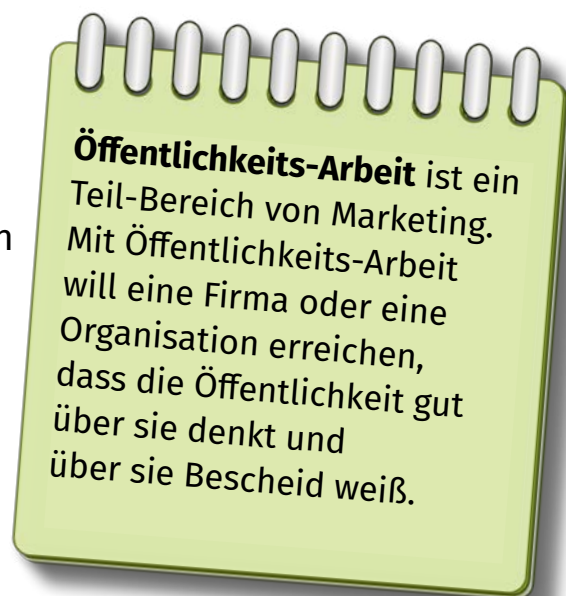 Öffentlichkeits-Arbeit ist ein
Teil-Bereich von Marketing.
Mit Öffentlichkeits-Arbeit
will eine Firma oder eine
Organisation erreichen,
dass die Öffentlichkeit gut
über sie denkt und
über sie Bescheid weiß.